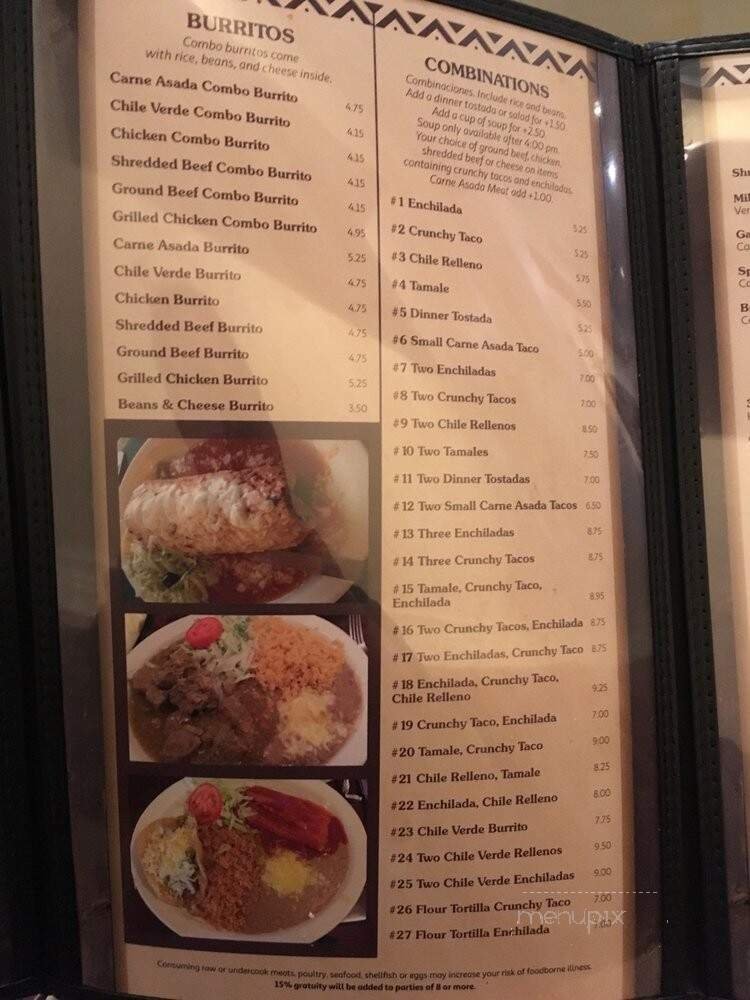 BURRITOS
Combo burritos come
with rice, beans, and cheese inside.
Carne Asada Combo Burrito 4.75
Chile Verde Combo Burrito 4.15
Chicken Combo Burrito 4.15
Shredded Beef Combo Burrito 4.15
Ground Beef Combo Burrito 4.15
Grilled Chicken Combo Burrito 4.95
Carne Asada Burrito 5.25
Chile Verde Burrito 4.75
Chicken Burrito 4.75
Shredded Beef Burrito 4.75
Ground Beef Burrito 4.75
Grilled Chicken Burrito 5.25
Beans & Cheese Burrito 3.50
COMBINATIONS
Combinaciones. Include rice and beans.
Add a dinner tostada or salad for +1.50.
Add a cup of soup for +2.50.
Soup only available after 4:00 pm.
Your choice of ground beef, chicken,
shredded beef or cheese on items
containing crunchy tacos and enchiladas.
Carne Asada Meat add +1.00.
#1 Enchilada 5.25
#2 Crunchy Taco 5.25
#3 Chile Relleno 5.75
#4 Tamale 5.50
#5 Dinner Tostada 5.25
#6 Small Carne Asada Taco 5.00
#7 Two Enchiladas 7.00
#8 Two Crunchy Tacos 7.00
#9 Two Chile Rellenos 8.50
#10 Two Tamales 7.50
#11 Two Dinner Tostadas 7.00
#12 Two Small Carne Asada Tacos 6.50
#13 Three Enchiladas 8.75
#14 Three Crunchy Tacos 8.75
#15 Tamale, Crunchy Taco,
Enchilada 8.95
#16 Two Crunchy Tacos, Enchilada 8.75
#17 Two Enchiladas, Crunchy Taco 8.75
#18 Enchilada, Crunchy Taco,
Chile Relleno 9.25
#19 Crunchy Taco, Enchilada 7.00
#20 Tamale, Crunchy Taco 9.00
#21 Chile Relleno, Tamale 8.25
#22 Enchilada, Chile Relleno 8.00
#23 Chile Verde Burrito 7.75
#24 Two Chile Verde Rellenos 9.50
#25 Two Chile Verde Enchiladas 9.00
#26 Flour Tortilla Crunchy Taco 7.00
#27 Flour Tortilla Enchilada 7.00
menupix
Consuming raw or undercook meats, poultry, seafood, shellfish or eggs may increase your risk of foodborne illness.
15% gratuity will be added to parties of 8 or more.